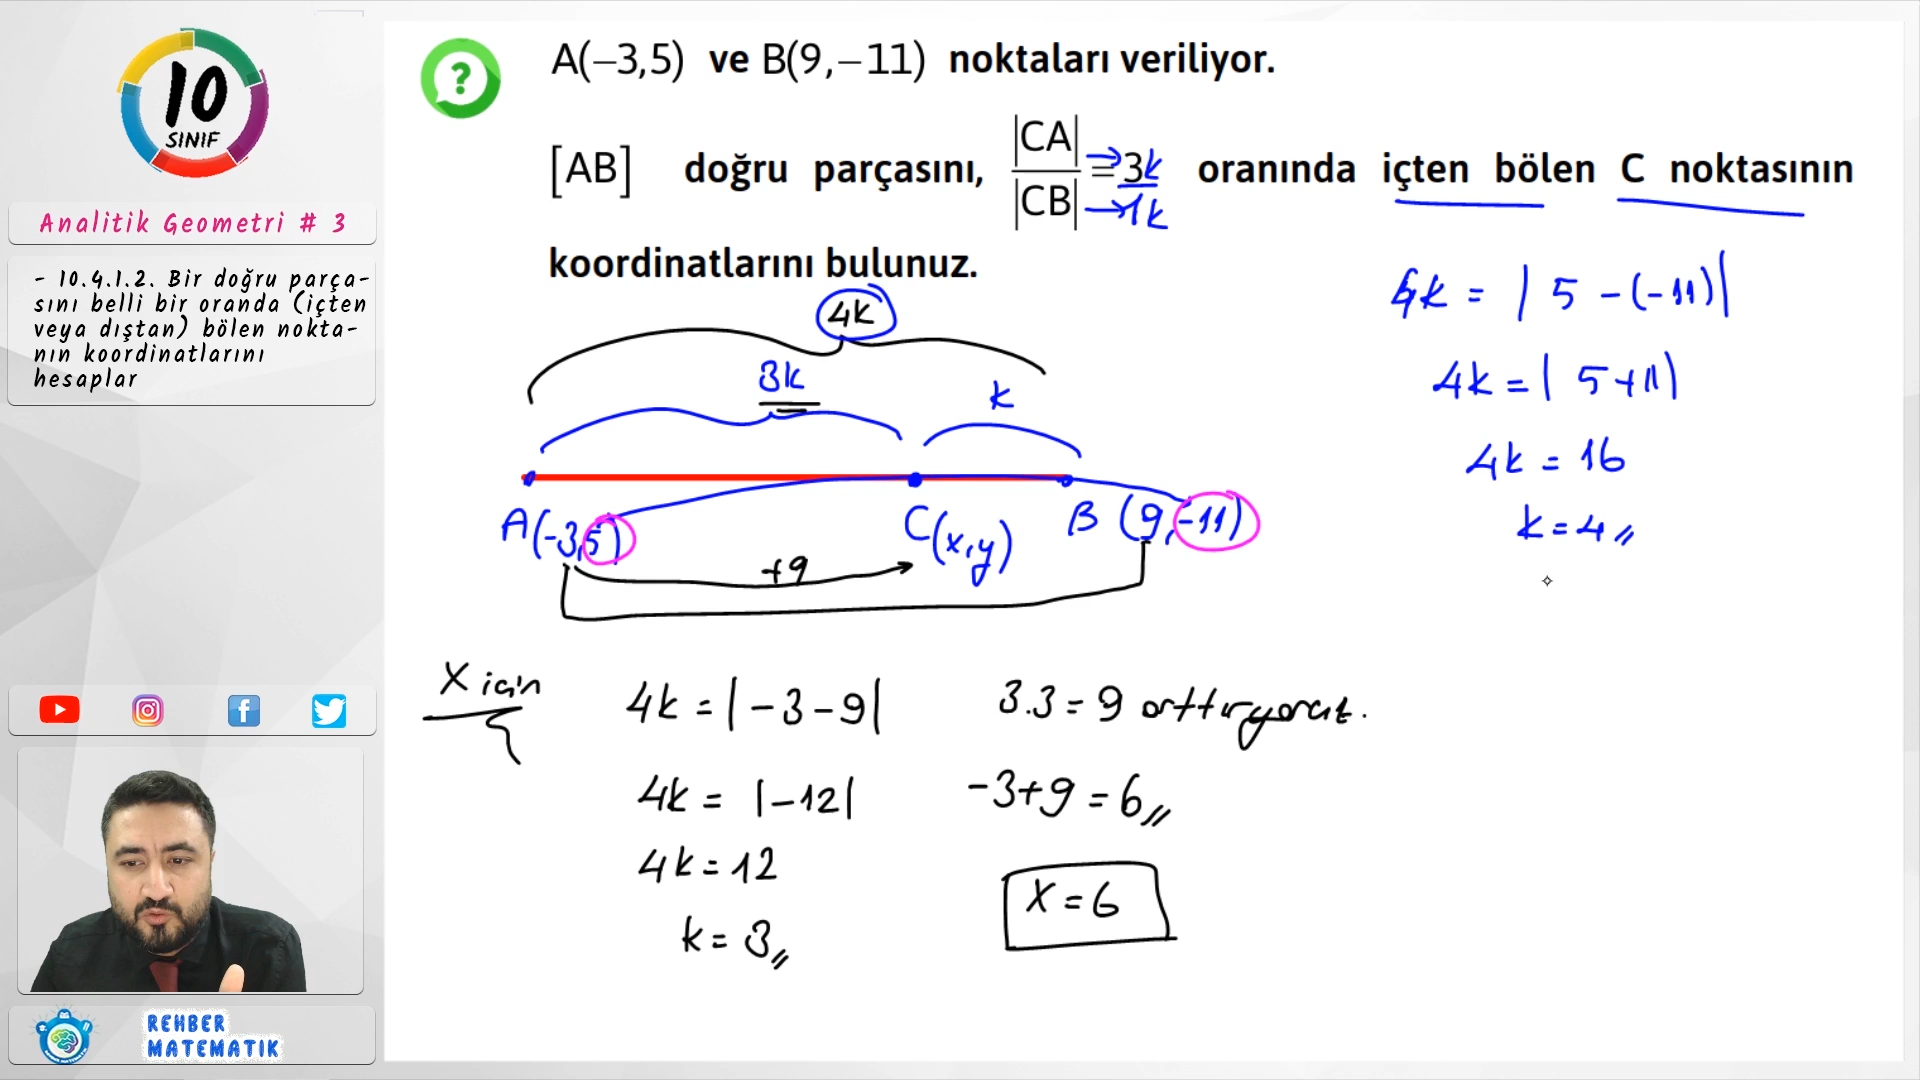 10
SINIF
Analitik Geometri # 3
- 10.4.1.2. Bir doğru parça-
sını belli bir oranda (içten
veya dıştan) bölen nokta-
nın koordinatlarını
hesaplar
REHBER
MATEMATIK
?
A(−3,5) ve B(9,−11) noktaları veriliyor.
[AB] doğru parçasını, |CA|/|CB| → 3k / → 1k oranında içten bölen C noktasının
koordinatlarını bulunuz.
4k
3k
k
A(-3,5)
C(x,y)
B (9,-11)
+9
X için
4k = |-3-9|
4k = |-12|
4k = 12
k = 3
3.3 = 9 arttırıyoruz.
-3+9 = 6
X = 6
4k = |5-(-11)|
4k = |5+11|
4k = 16
k = 4